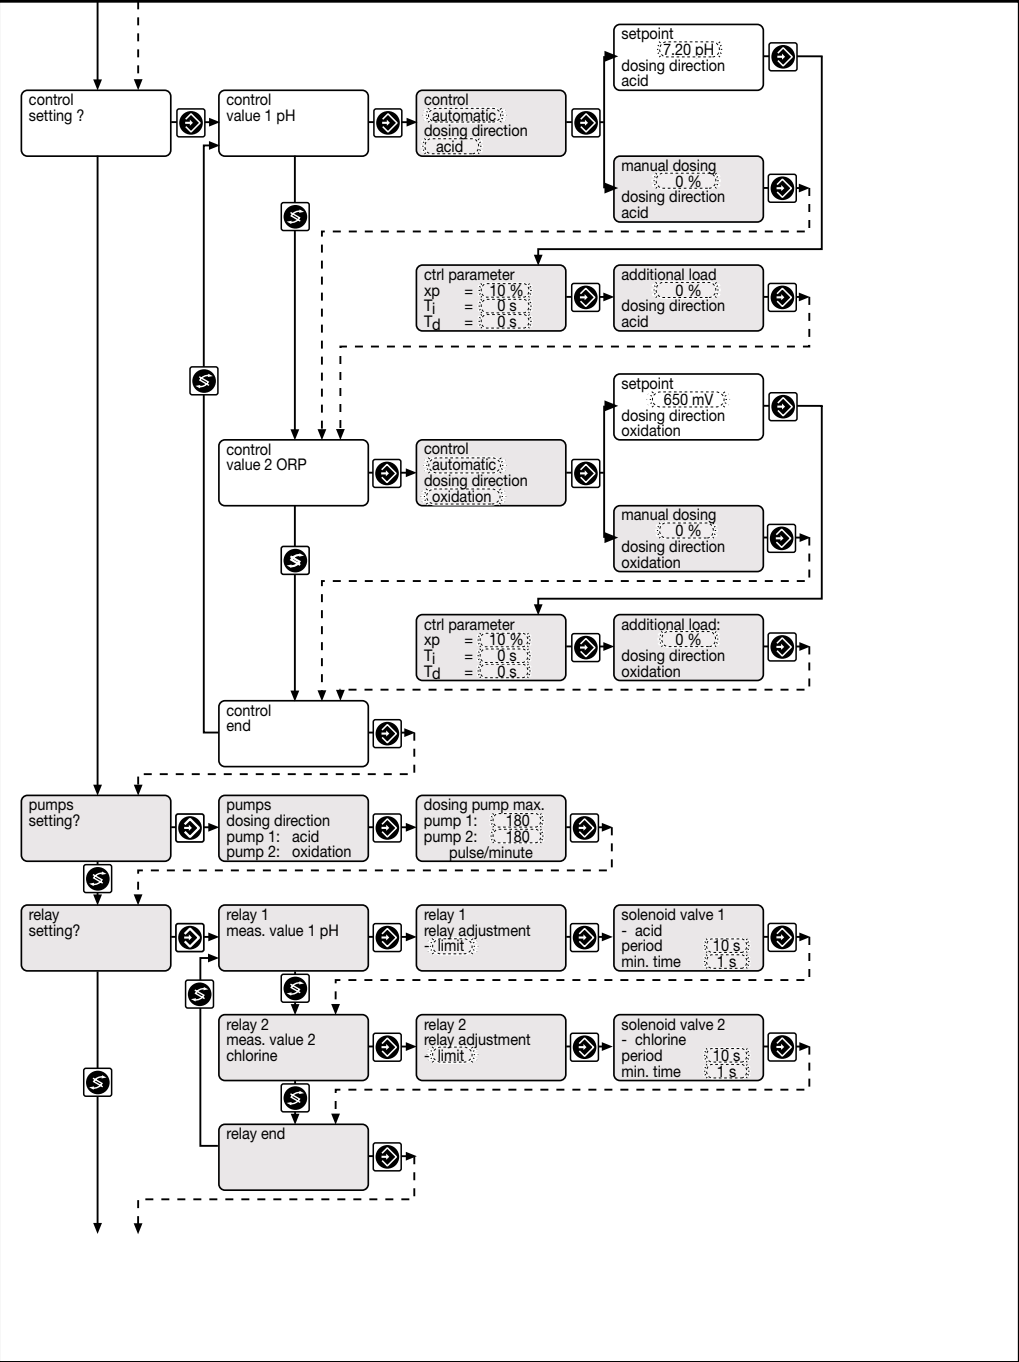 setpoint
7.20 pH
dosing direction
acid
control
setting ?
control
value 1 pH
control
automatic
dosing direction
acid
manual dosing
0 %
dosing direction
acid
ctrl parameter
xp = 10 %
Ti = 0 s
Td = 0 s
additional load
0 %
dosing direction
acid
setpoint
650 mV
dosing direction
oxidation
control
value 2 ORP
control
automatic
dosing direction
oxidation
manual dosing
0 %
dosing direction
oxidation
ctrl parameter
xp = 10 %
Ti = 0 s
Td = 0 s
additional load:
0 %
dosing direction
oxidation
control
end
pumps
setting?
pumps
dosing direction
pump 1: acid
pump 2: oxidation
dosing pump max.
pump 1: 180
pump 2: 180
pulse/minute
relay
setting?
relay 1
meas. value 1 pH
relay 1
relay adjustment
- limit
solenoid valve 1
- acid
period 10 s
min. time 1 s
relay 2
meas. value 2
chlorine
relay 2
relay adjustment
- limit
solenoid valve 2
- chlorine
period 10 s
min. time 1 s
relay end